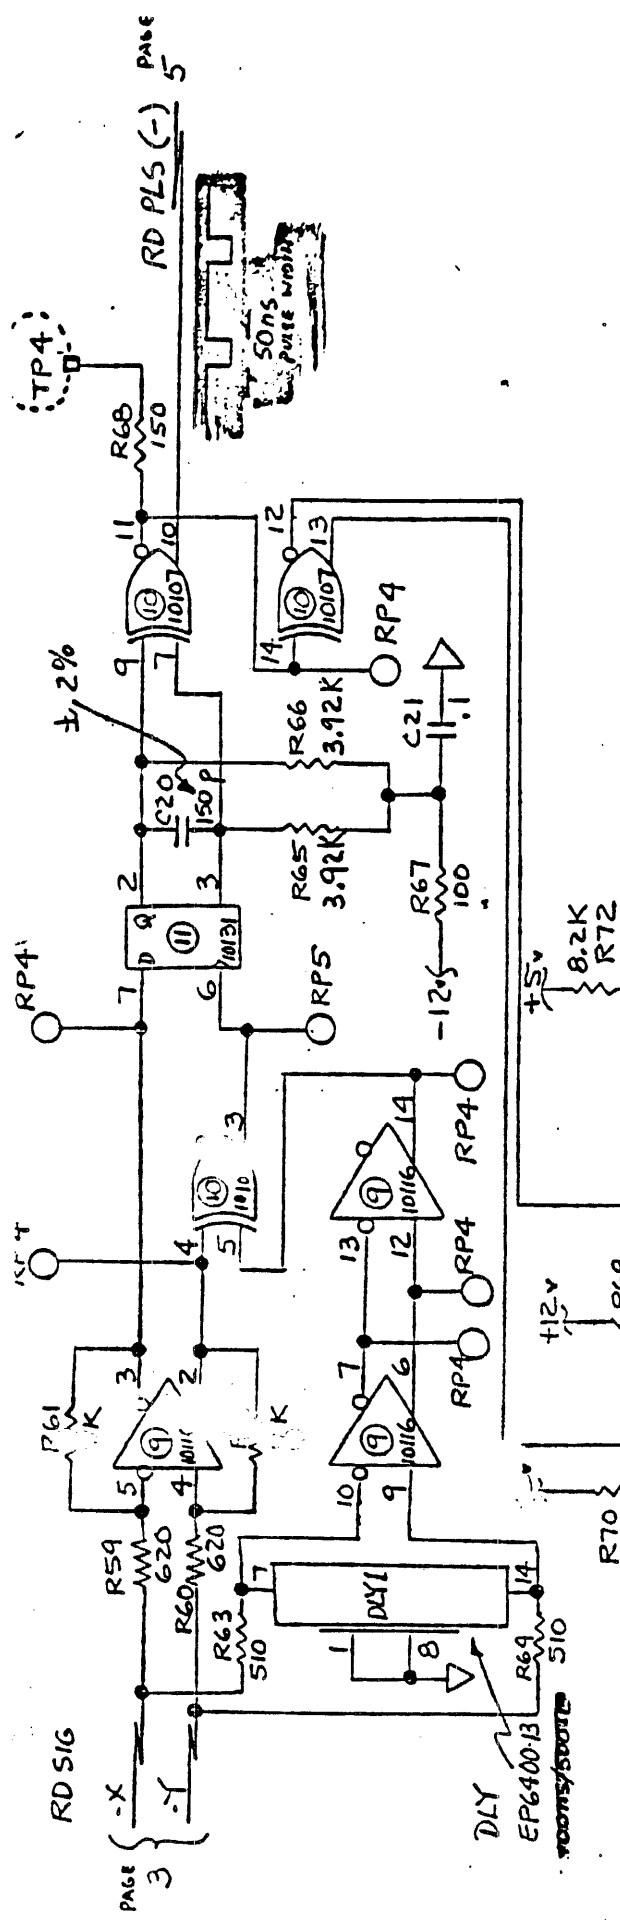 PAGE
3
RD SIG
-X
-Y
R59
620
R60
620
K
K
5
4
9
3
2
R63
510
R69
510
7
14
DLY1
1
8
DLY
EP6400-13
10
9
9
10116
7
6
RP4
RP4
13
12
9
10116
14
RP4
4
5
10
3
RP4
RP5
7
6
D
Q
11
10131
2
3
C20
150 P
±, 2%
R65
3.92K
R66
3.92K
R67
100
-12v
C21
.1
9
7
10
10107
11
10
R68
150
TP4
14
10
10107
12
13
RP4
RD PLS (-)
PAGE
5
50ns
PULSE WIDTH
R70
+12v
+5v
8.2K
R72